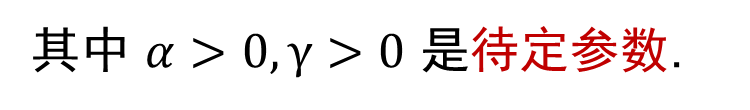 其中 α > 0, γ > 0 是待定参数.